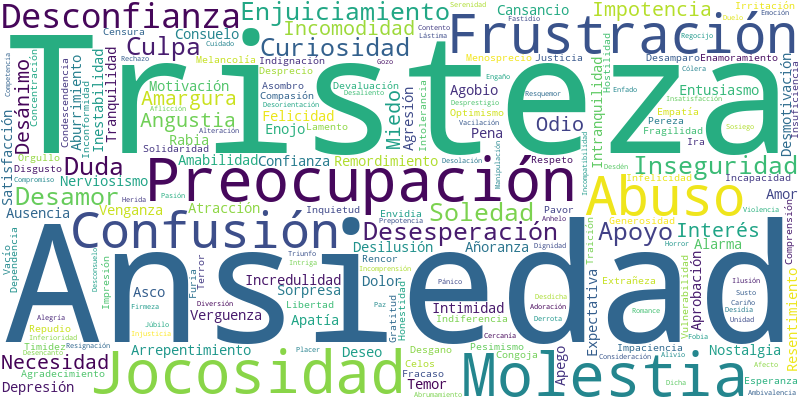 Tristeza
Ansiedad
Preocupación
Frustración
Confusión
Abuso
Molestia
Jocosidad
Desconfianza
Inseguridad
Desesperación
Soledad
Desamor
Apoyo
Interés
Necesidad
Enjuiciamiento
Incomodidad
Curiosidad
Culpa
Impotencia
Desánimo
Amargura
Angustia
Duda
Miedo
Odio
Consuelo
Censura
Cansancio
Fastidio
Serenidad
Irritación
Duelo
Emoción
Contento
Lástima
Cuidado
Rechazo
Gozo
Melancolía
Indignación
Desprecio
Menosprecio
Justicia
Desamparo
Enamoramiento
Regocijo
Cólera
Hostilidad
Competencia
Concentración
Condescendencia
Aburrimiento
Inconformidad
Inestabilidad
Tranquilidad
Motivación
Asombro
Compasión
Desorientación
Devaluación
Desaliento
Intolerancia
Agresión
Agobio
Engaño
Desprestigio
Resquemor
Optimismo
Vacilación
Insatisfacción
Enfado
Intranquilidad
Entusiasmo
Empatía
Pereza
Fragilidad
Sosiego
Ira
Desmotivación
Insuficiencia
Felicidad
Aflicción
Alteración
Rabia
Enojo
Lamento
Pena
Solidaridad
Satisfacción
Orgullo
Disgusto
Compromiso
Nerviosismo
Herida
Amabilidad
Confianza
Remordimiento
Desolación
Manipulación
Respeto
Incompatibilidad
Desdén
Infelicidad
Incapacidad
Pasión
Ausencia
Venganza
Atracción
Inquietud
Envidia
Prepotencia
Pavor
Anhelo
Generosidad
Violencia
Amor
Comprensión
Vacío
Dependencia
Desconsuelo
Impresión
Triunfo
Intriga
Incomprensión
Desilusión
Añoranza
Dignidad
Traición
Horror
Alarma
Vulnerabilidad
Aprobación
Extrañeza
Ilusión
Susto
Cariño
Desidia
Unidad
Expectativa
Romance
Fobia
Resentimiento
Asco
Firmeza
Furia
Terror
Incredulidad
Sorpresa
Diversión
Libertad
Dolor
Rencor
Paz
Gratitud
Honestidad
Pánico
Intimidad
Indiferencia
Adoración
Desdicha
Derrota
Cercanía
Alegría
Júbilo
Injusticia
Repudio
Inferioridad
Timidez
Desencanto
Resignación
Vergüenza
Apatía
Placer
Agradecimiento
Arrepentimiento
Deseo
Celos
Fracaso
Desgano
Pesimismo
Congoja
Apego
Impaciencia
Consideración
Alivio
Nostalgia
Afecto
Depresión
Temor
Abrumamiento
Dicha
Esperanza
Ambivalencia